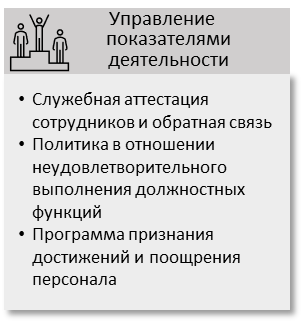 Управление
показателями
деятельности
• Служебная аттестация
сотрудников и обратная связь
• Политика в отношении
неудовлетворительного
выполнения должностных
функций
• Программа признания
достижений и поощрения
персонала